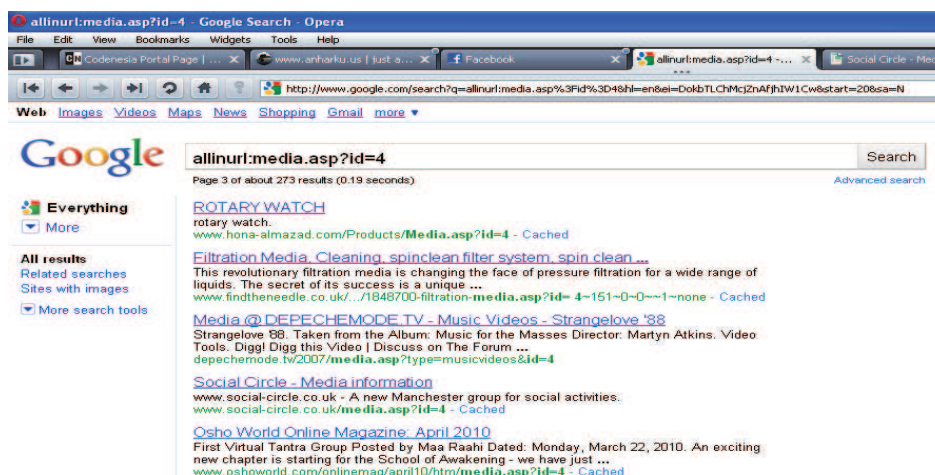 allinurl:media.asp?id=4 - Google Search - Opera
File Edit View Bookmarks Widgets Tools Help
Codenesia Portal Page | ... X www.anharku.us | just a... X Facebook X allinurl:media.asp?id=4 -... X Social Circle - Med
http://www.google.com/search?q=allinurl:media.asp%3Fid%3D4&hl=en&ei=DokbTLChMcjZnAfjhIW1Cw&start=20&sa=N
Web Images Videos Maps News Shopping Gmail more ▼
Google allinurl:media.asp?id=4 Search
Page 3 of about 273 results (0.19 seconds) Advanced search
Everything
More
All results
Related searches
Sites with images
More search tools
ROTARY WATCH
rotary watch.
www.hona-almazad.com/Products/Media.asp?id=4 - Cached
Filtration Media, Cleaning, spinclean filter system, spin clean ...
This revolutionary filtration media is changing the face of pressure filtration for a wide range of
liquids. The secret of its success is a unique ...
www.findtheneedle.co.uk/.../1848700-filtration-media.asp?id= 4~151~0~0~~1~none - Cached
Media @ DEPECHEMODE.TV - Music Videos - Strangelove '88
Strangelove '88. Taken from the Album: Music for the Masses Director: Martyn Atkins. Video
Tools. Digg! Digg this Video | Discuss on The Forum ...
depechemode.tv/2007/media.asp?type=musicvideos&id=4
Social Circle - Media information
www.social-circle.co.uk - A new Manchester group for social activities.
www.social-circle.co.uk/media.asp?id=4 - Cached
Osho World Online Magazine: April 2010
First Virtual Tantra Group Posted by Maa Raahi Dated: Monday, March 22, 2010. An exciting
new chapter is starting for the School of Awakening - we have just ...
www.oshoworld.com/onlinemag/april10/htm/media.asp?id=4 - Cached